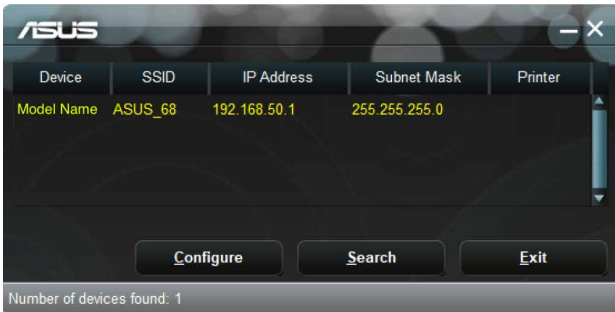 ASUS
Device SSID IP Address Subnet Mask Printer
Model Name ASUS_68 192.168.50.1 255.255.255.0
Configure Search Exit
Number of devices found: 1